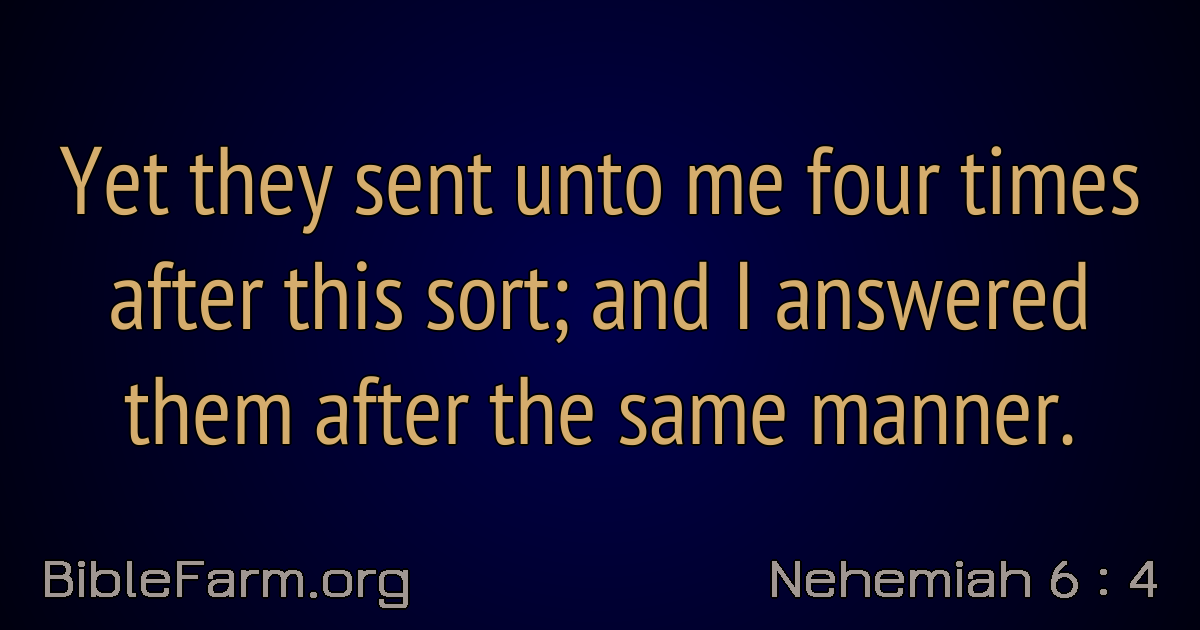 Yet they sent unto me four times
after this sort; and I answered
them after the same manner.
BibleFarm.org
Nehemiah 6 : 4